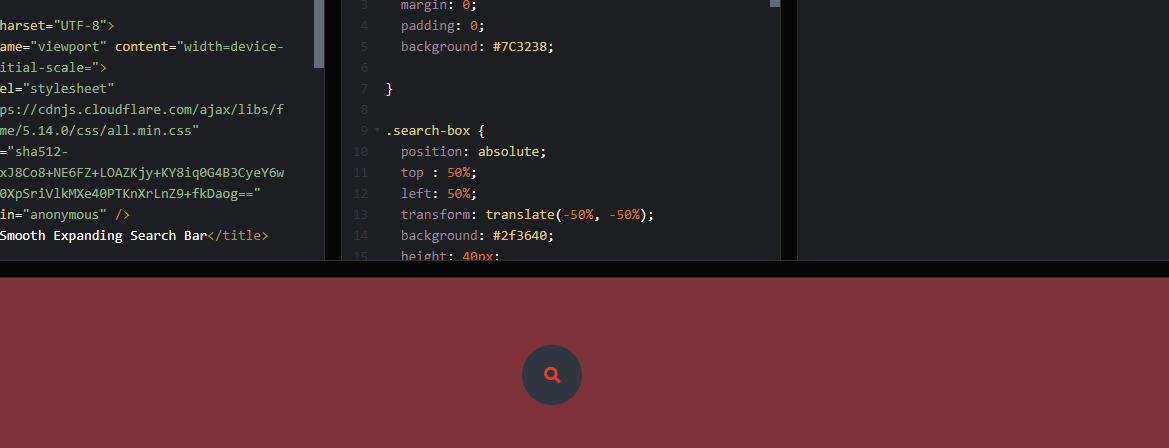 harset="UTF-8">
ame="viewport" content="width=device-
itial-scale=">
el="stylesheet"
ps://cdnjs.cloudflare.com/ajax/libs/f
me/5.14.0/css/all.min.css"
="sha512-
xJ8Co8+NE6FZ+LOAZKjy+KY8iq0G4B3CyeY6w
0XpSriVlkMXe40PTKnXrLnZ9+fkDaog=="
in="anonymous" />
Smooth Expanding Search Bar</title>
3 margin: 0;
4 padding: 0;
5 background: #7C3238;
6
7 }
8
9 .search-box {
10 position: absolute;
11 top : 50%;
12 left: 50%;
13 transform: translate(-50%, -50%);
14 background: #2f3640;
15 height: 40px;